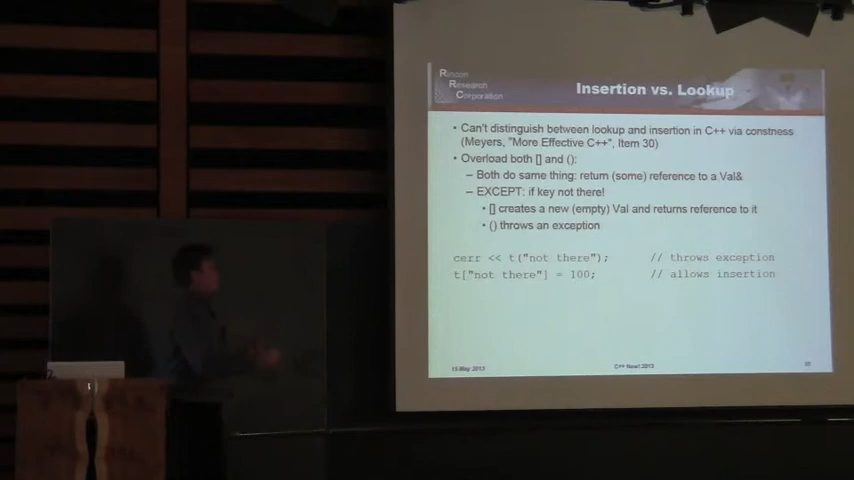 Rincon
Research
Corporation
Insertion vs. Lookup
• Can't distinguish between lookup and insertion in C++ via constness
(Meyers, "More Effective C++", Item 30)
• Overload both [] and ():
– Both do same thing: return (some) reference to a Val&
– EXCEPT: if key not there!
• [] creates a new (empty) Val and returns reference to it
• () throws an exception
cerr << t("not there"); // throws exception
t["not there"] = 100; // allows insertion
15 May 2013 C++ Now! 2013